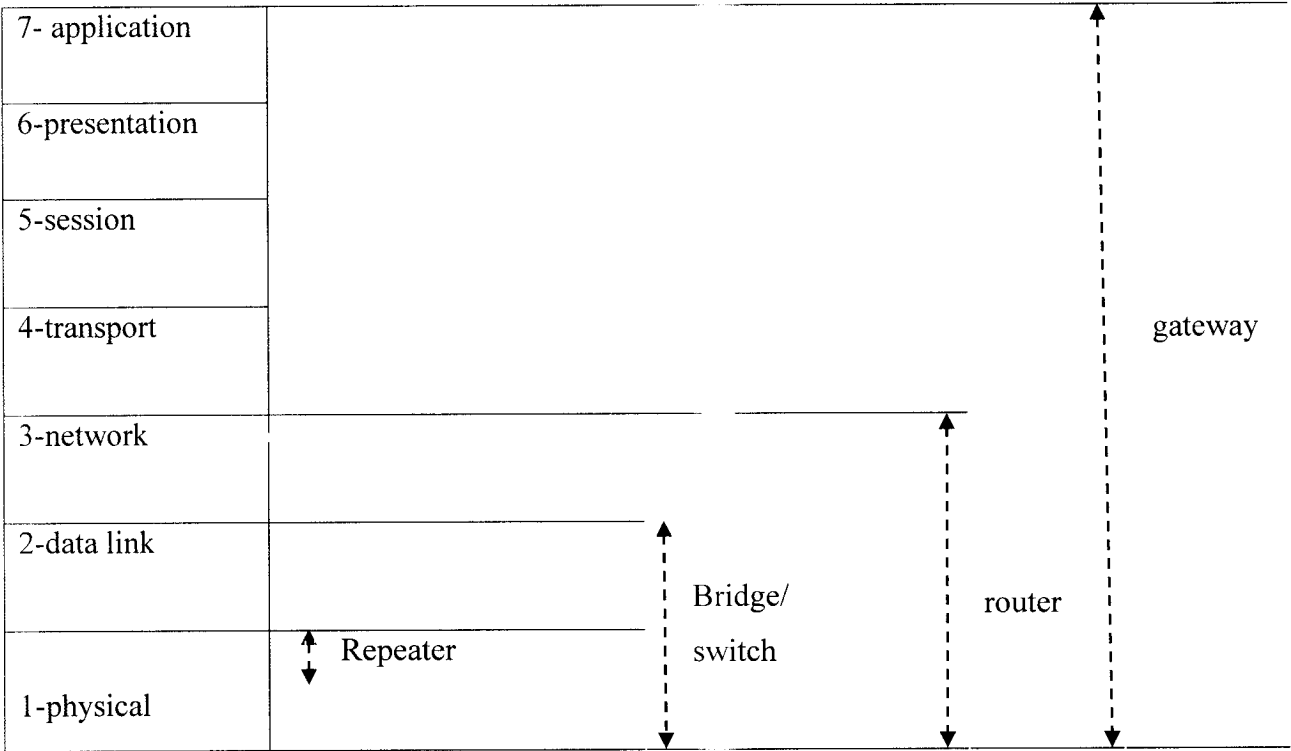 7- application
6-presentation
5-session
4-transport
gateway
3-network
2-data link
Bridge/
switch
router
Repeater
1-physical